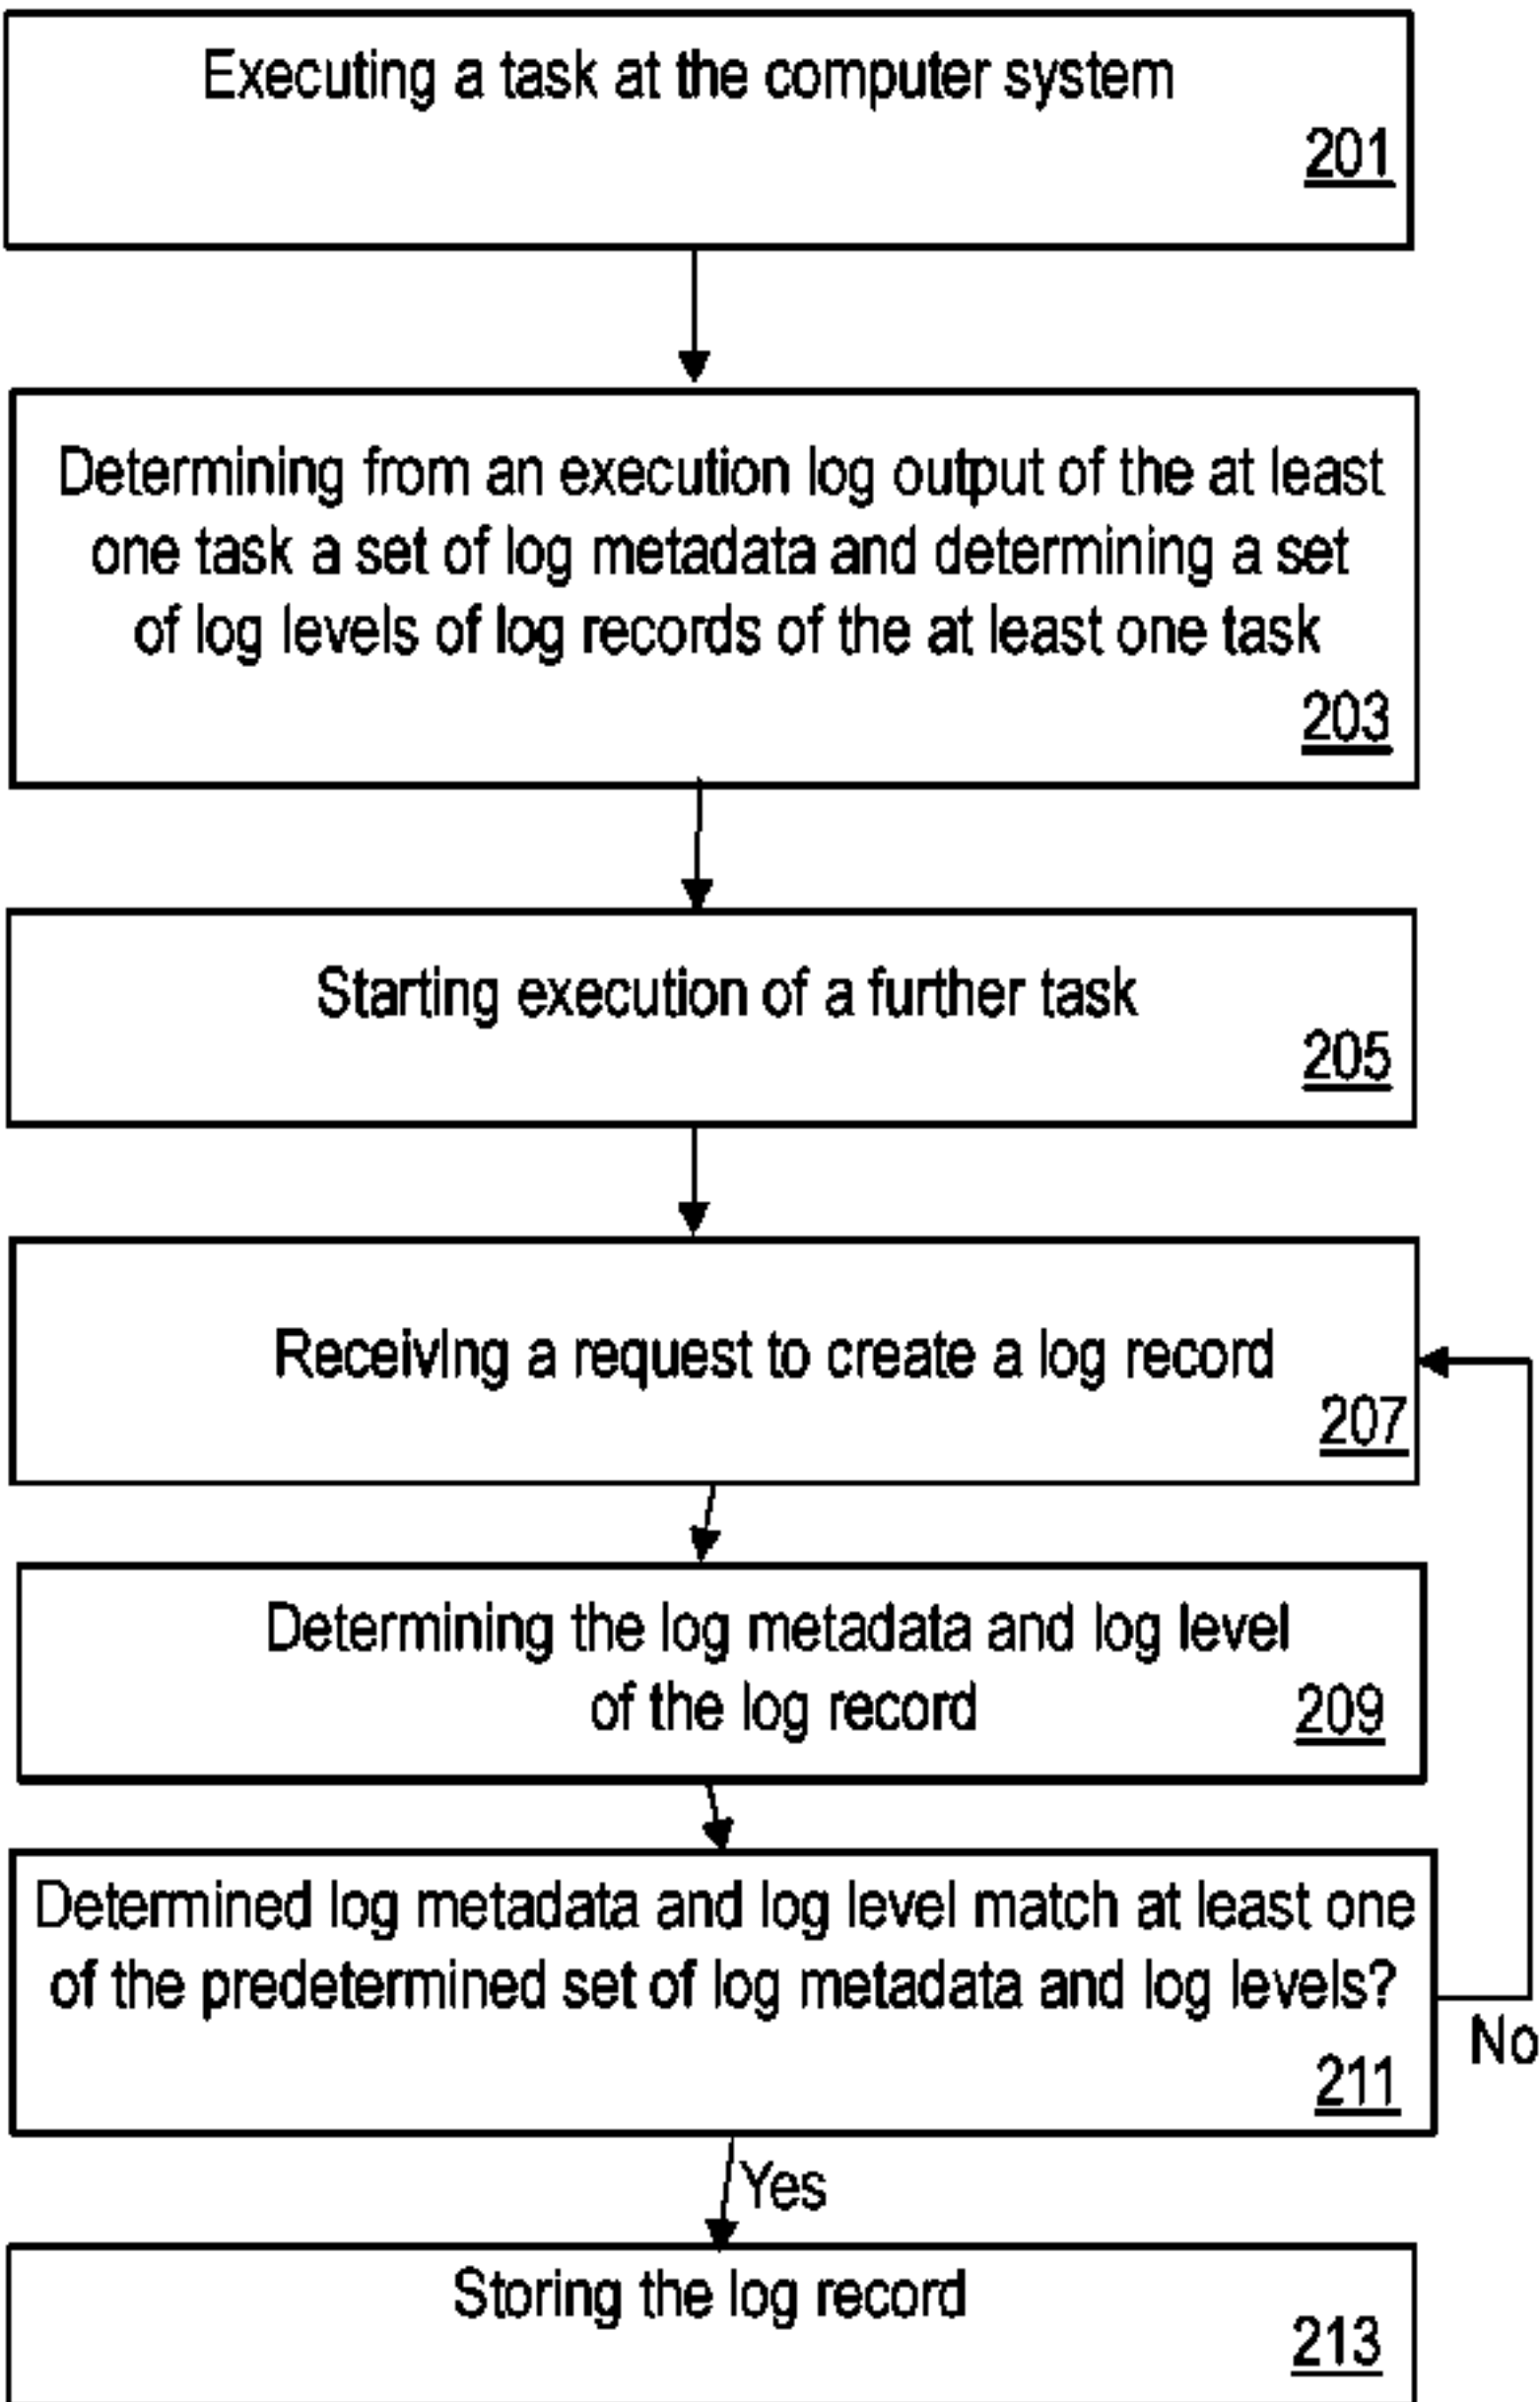 Executing a task at the computer system
201
Determining from an execution log output of the at least
one task a set of log metadata and determining a set
of log levels of log records of the at least one task
203
Starting execution of a further task
205
Receiving a request to create a log record
207
Determining the log metadata and log level
of the log record
209
Determined log metadata and log level match at least one
of the predetermined set of log metadata and log levels?
211
No
Yes
Storing the log record
213